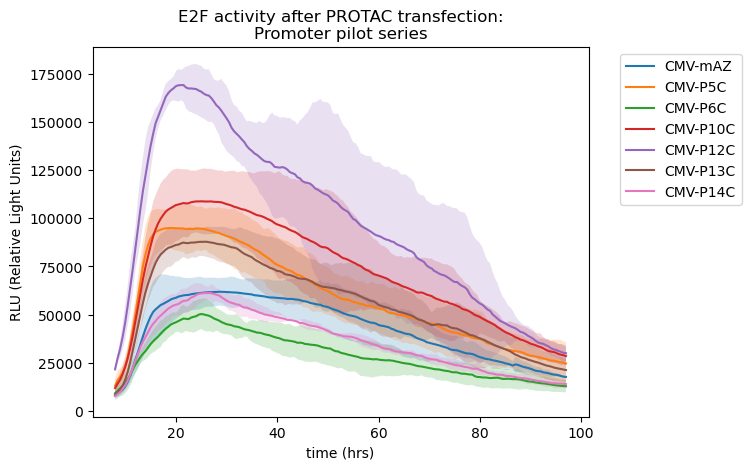 E2F activity after PROTAC transfection:
Promoter pilot series
RLU (Relative Light Units)
175000
150000
125000
100000
75000
50000
25000
0
20
40
60
80
100
time (hrs)
CMV-mAZ
CMV-P5C
CMV-P6C
CMV-P10C
CMV-P12C
CMV-P13C
CMV-P14C